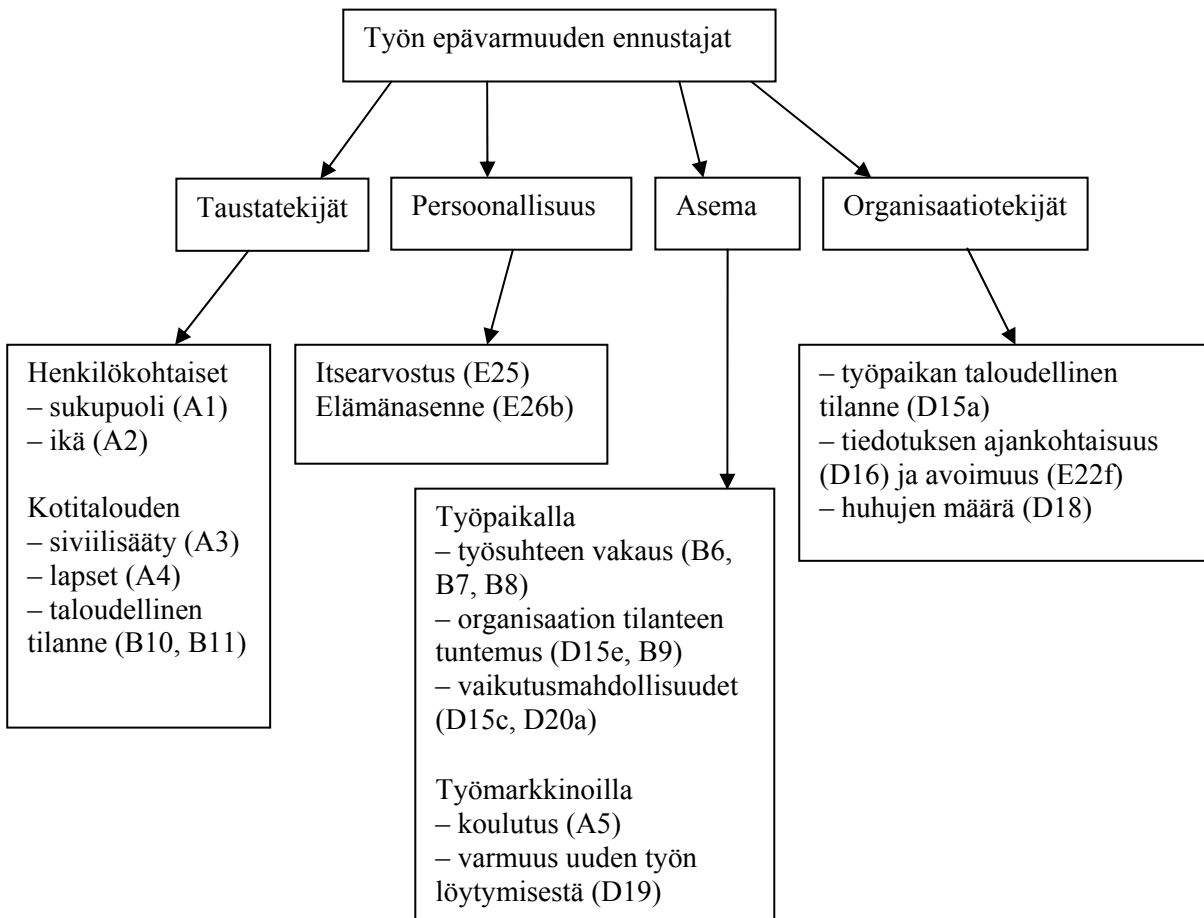 Työn epävarmuuden ennustajat
Taustatekijät
Persoonallisuus
Asema
Organisaatiotekijät
Henkilökohtaiset
– sukupuoli (A1)
– ikä (A2)
Kotitalouden
– siviilisääty (A3)
– lapset (A4)
– taloudellinen
tilanne (B10, B11)
Itsearvostus (E25)
Elämänasenne (E26b)
Työpaikalla
– työsuhteen vakaus (B6,
B7, B8)
– organisaation tilanteen
tuntemus (D15e, B9)
– vaikutusmahdollisuudet
(D15c, D20a)
Työmarkkinoilla
– koulutus (A5)
– varmuus uuden työn
löytymisestä (D19)
– työpaikan taloudellinen
tilanne (D15a)
– tiedotuksen ajankohtaisuus
(D16) ja avoimuus (E22f)
– huhujen määrä (D18)